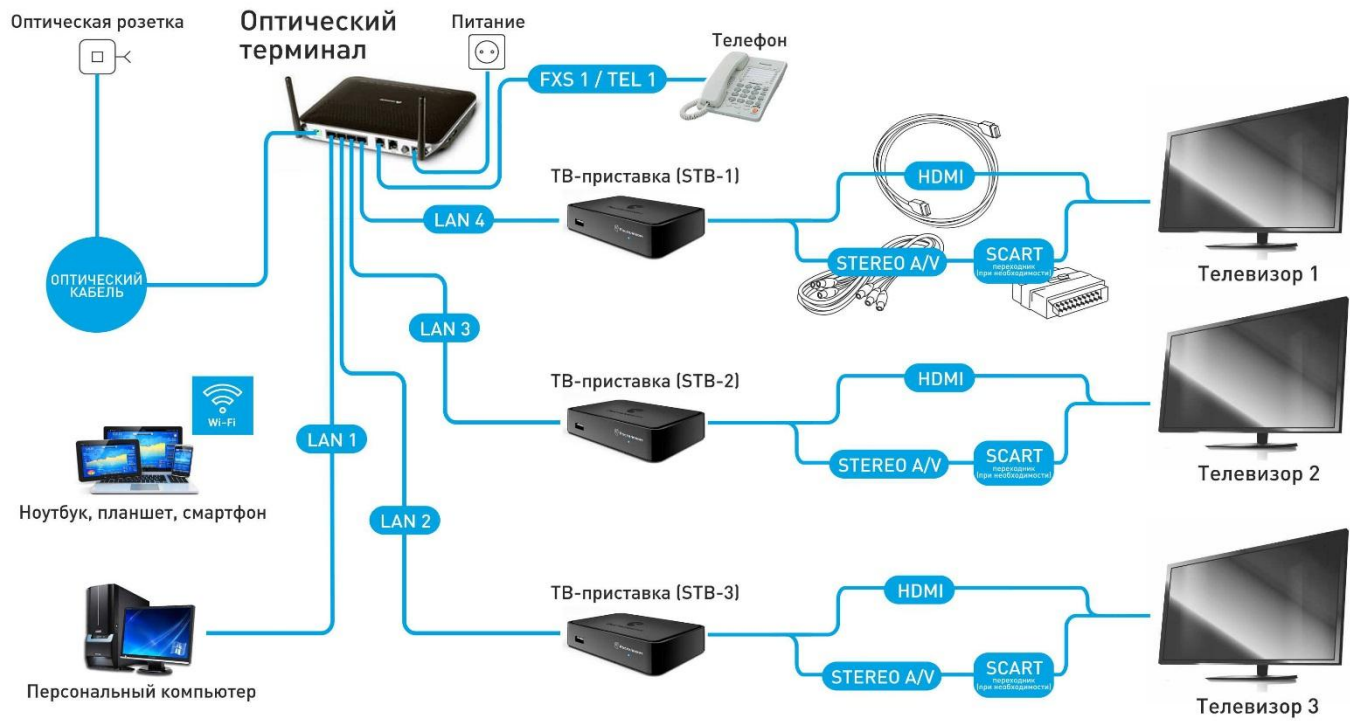 Оптическая розетка
Оптический
терминал
Питание
Телефон
FXS 1 / TEL 1
ОПТИЧЕСКИЙ
КАБЕЛЬ
ТВ-приставка (STB-1)
LAN 4
HDMI
STEREO A/V
SCART
переходник
(при необходимости)
Телевизор 1
LAN 3
ТВ-приставка (STB-2)
HDMI
STEREO A/V
SCART
переходник
(при необходимости)
Телевизор 2
Wi-Fi
Ноутбук, планшет, смартфон
LAN 1
LAN 2
ТВ-приставка (STB-3)
HDMI
STEREO A/V
SCART
переходник
(при необходимости)
Телевизор 3
Персональный компьютер